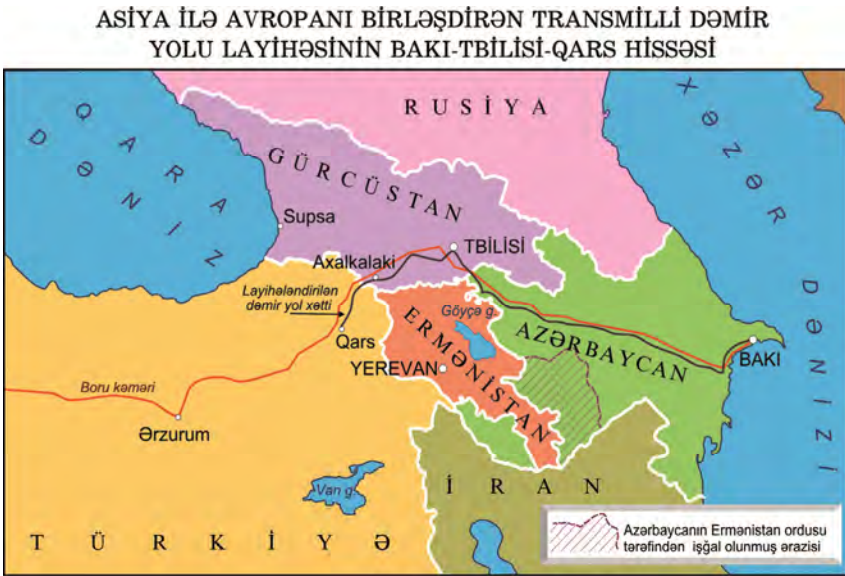 ASİYA İLƏ AVROPANI BİRLƏŞDİRƏN TRANSMİLLİ DƏMİR
YOLU LAYİHƏSİNİN BAKI-TBİLİSİ-QARS HİSSƏSİ
RUSİYA
QARA
DƏNİZ
XƏZƏR DƏNİZİ
GÜRCÜSTAN
Supsa
TBİLİSİ
Axalkalaki
Layihələndirilən
dəmir yol xətti
Göyçə g.
Qars
ERMƏNİSTAN
AZƏRBAYCAN
BAKI
YEREVAN
Boru kəməri
Ərzurum
Van g.
İRAN
TÜRKİYƏ
Azərbaycanın Ermənistan ordusu
tərəfindən işğal olunmuş ərazisi